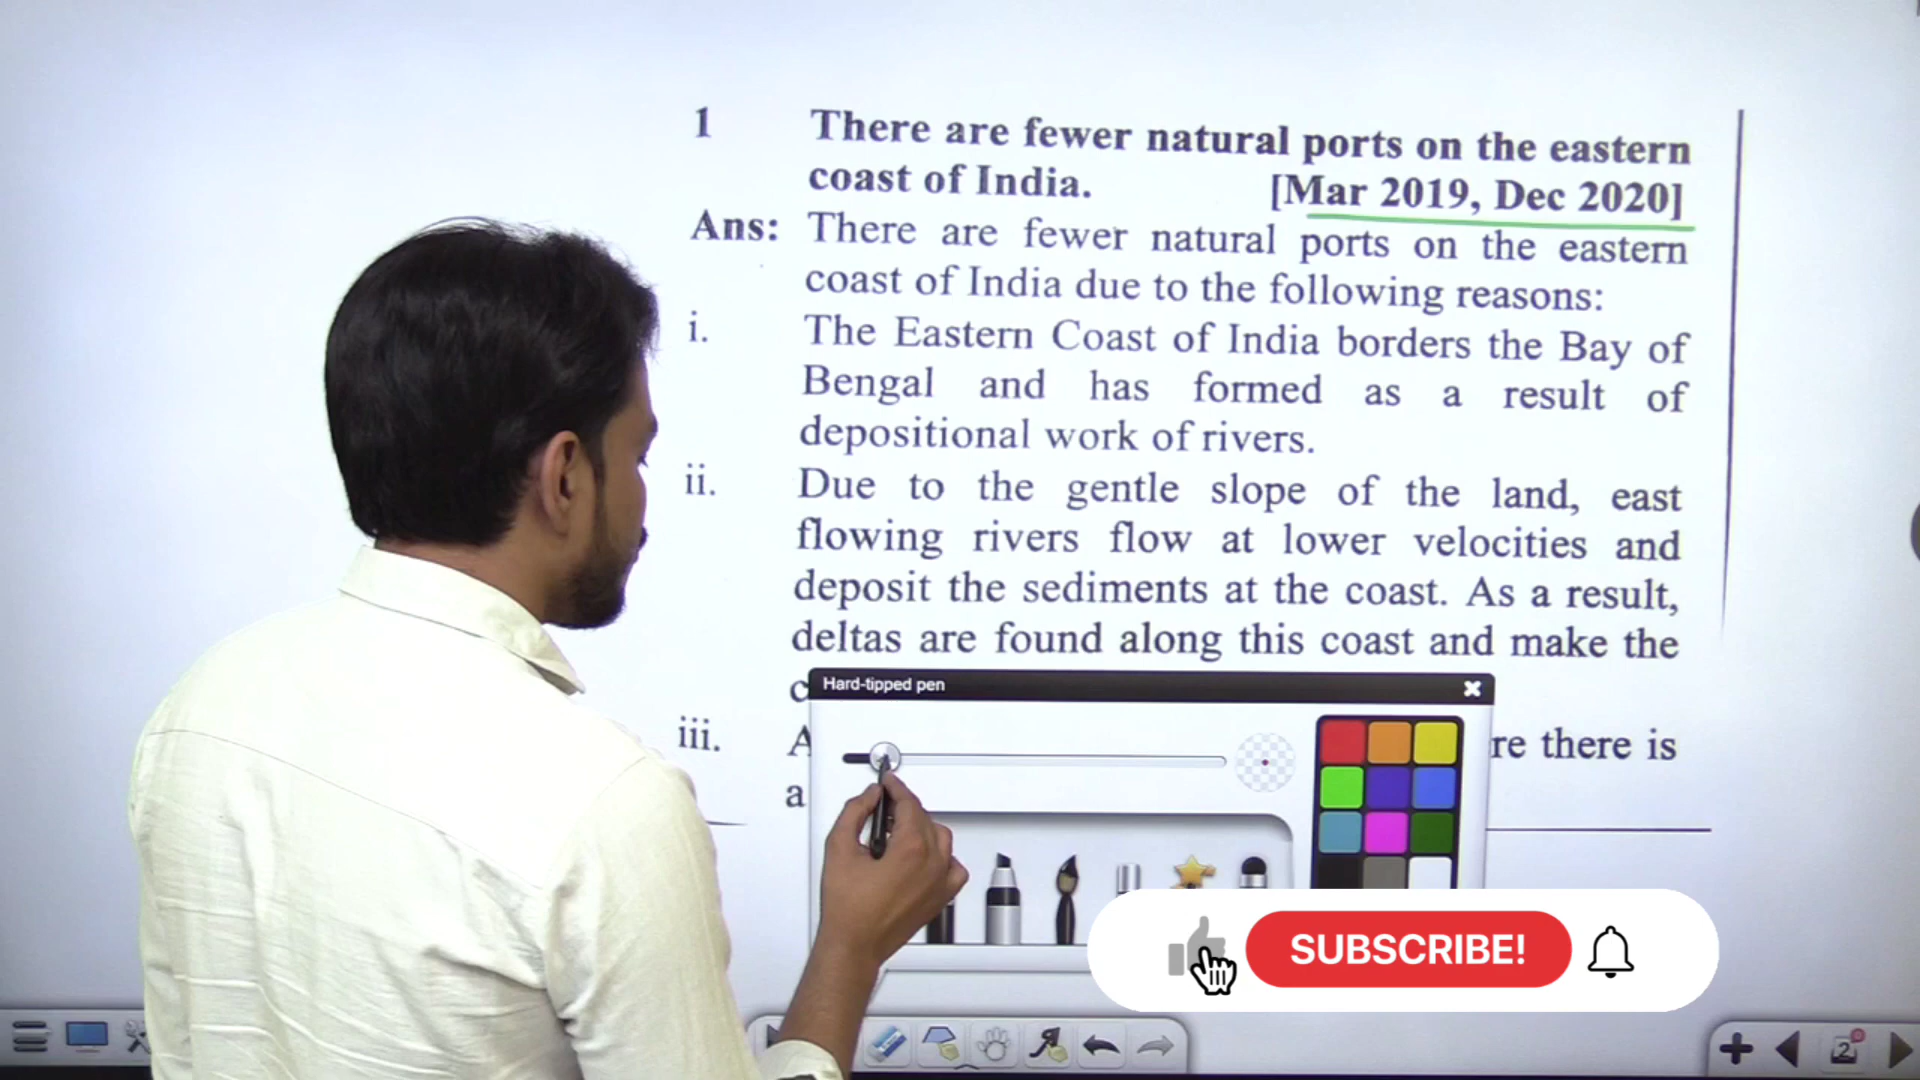 1 There are fewer natural ports on the eastern
coast of India. [Mar 2019, Dec 2020]
Ans: There are fewer natural ports on the eastern
coast of India due to the following reasons:
i. The Eastern Coast of India borders the Bay of
Bengal and has formed as a result of
depositional work of rivers.
ii. Due to the gentle slope of the land, east
flowing rivers flow at lower velocities and
deposit the sediments at the coast. As a result,
deltas are found along this coast and make the
Hard-tipped pen
iii. there is
a
SUBSCRIBE!
2